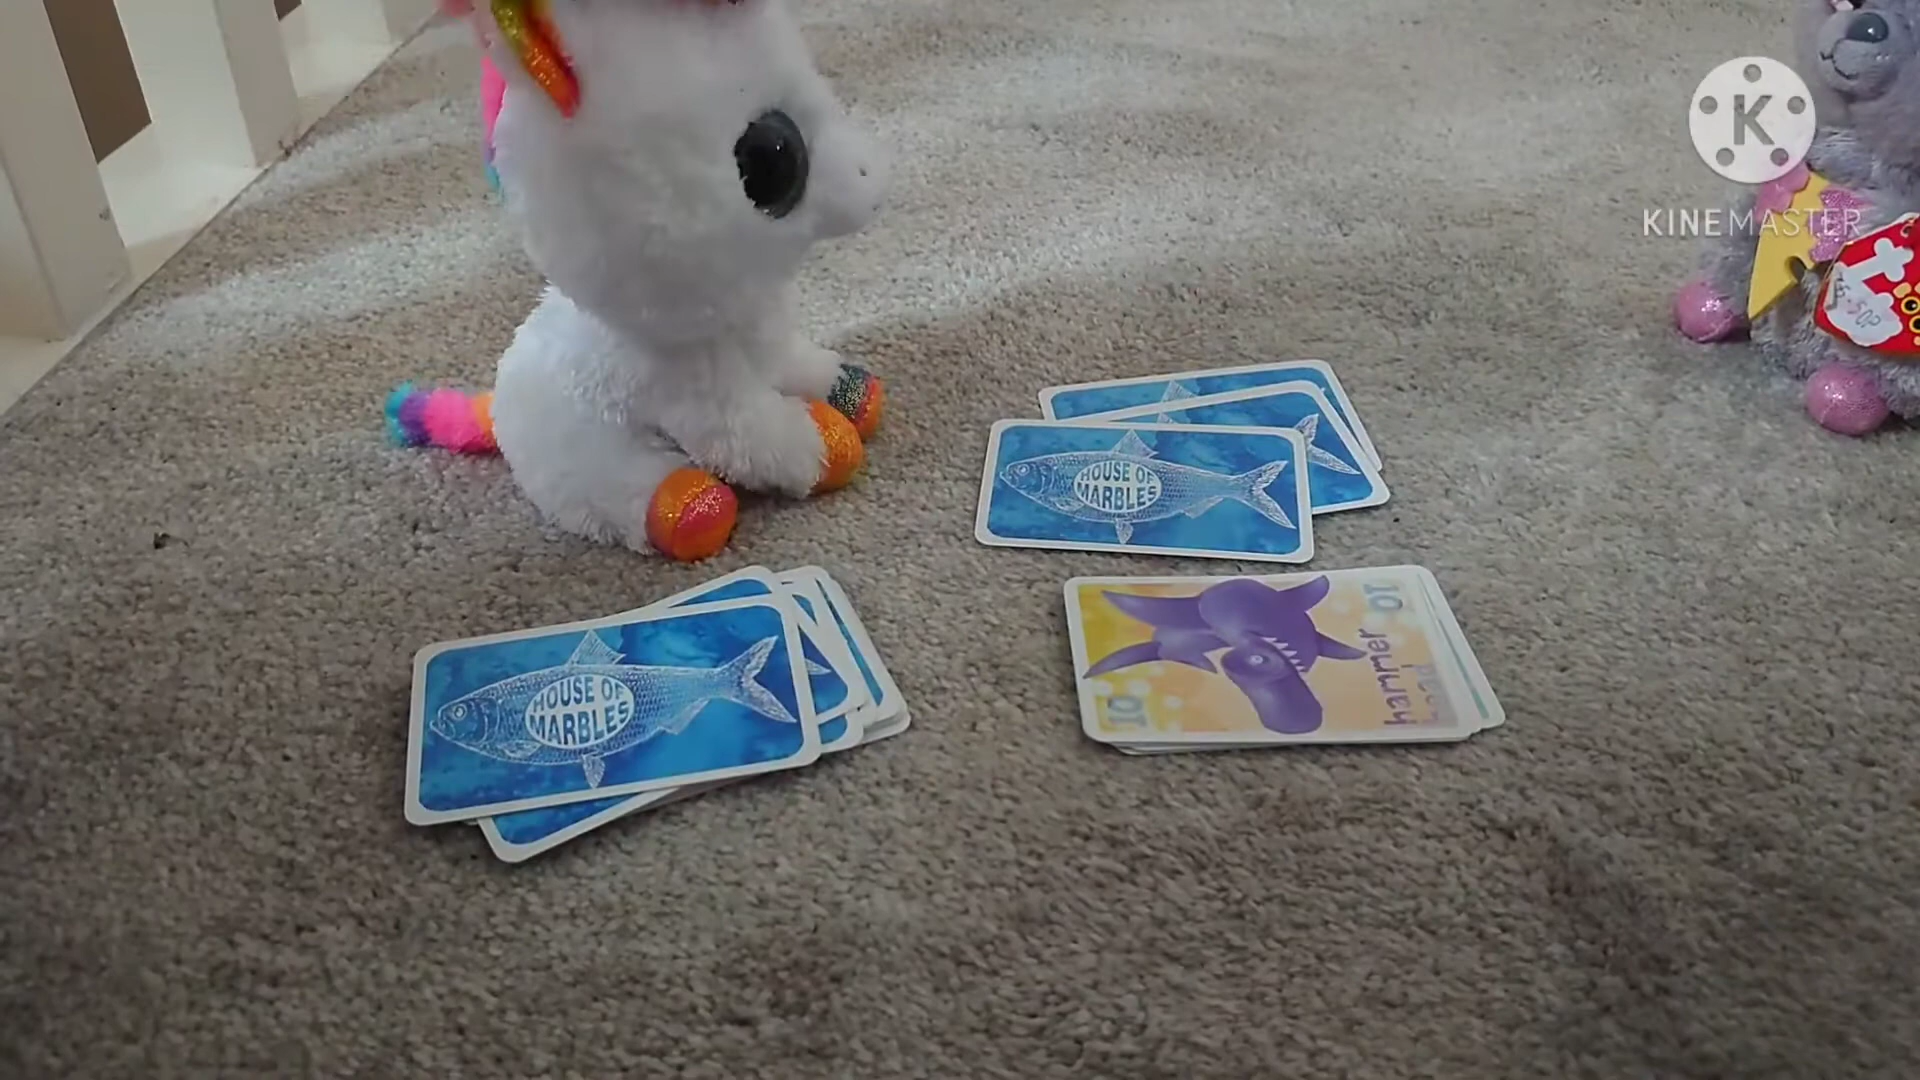 KINEMASTER
K
HOUSE OF
MARBLES
HOUSE OF
MARBLES
10
hammer
10